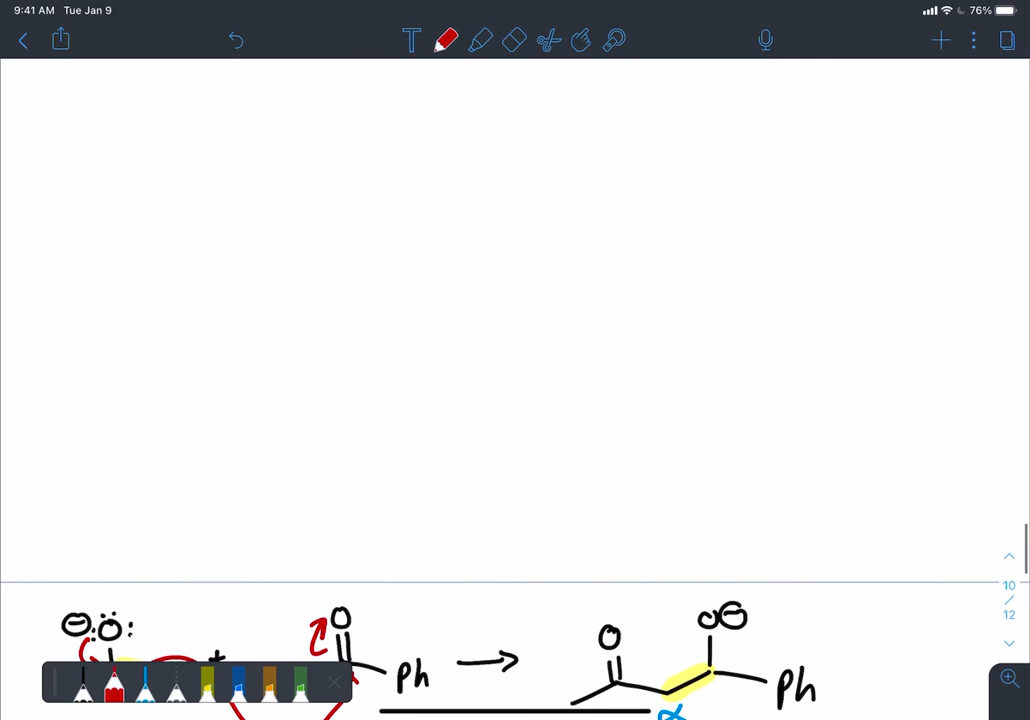 9:41 AM Tue Jan 9 76%
T
10
/
12
⊖ :Ö: O O O⊖
+ Ph → Ph
α